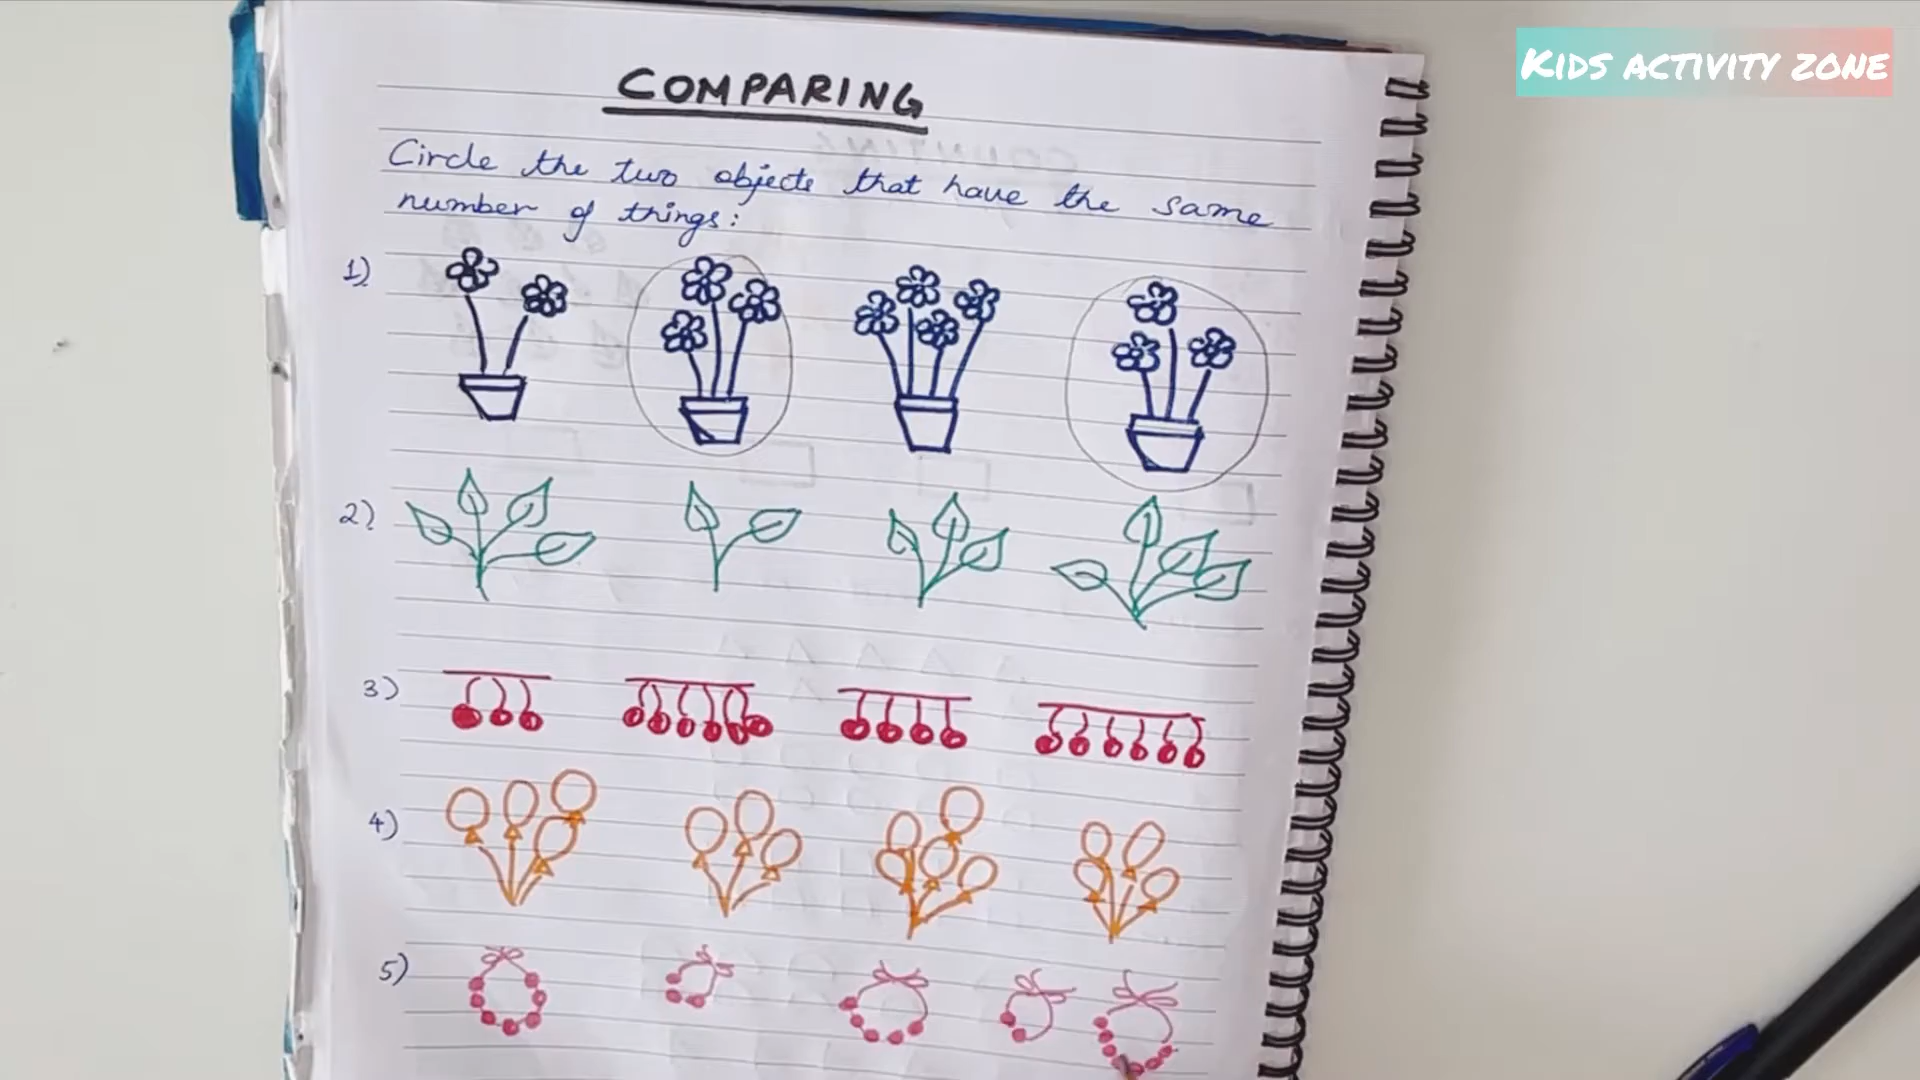 KIDS ACTIVITY ZONE
COMPARING
Circle the two objects that have the same
number of things:
1)
2)
3)
4)
5)